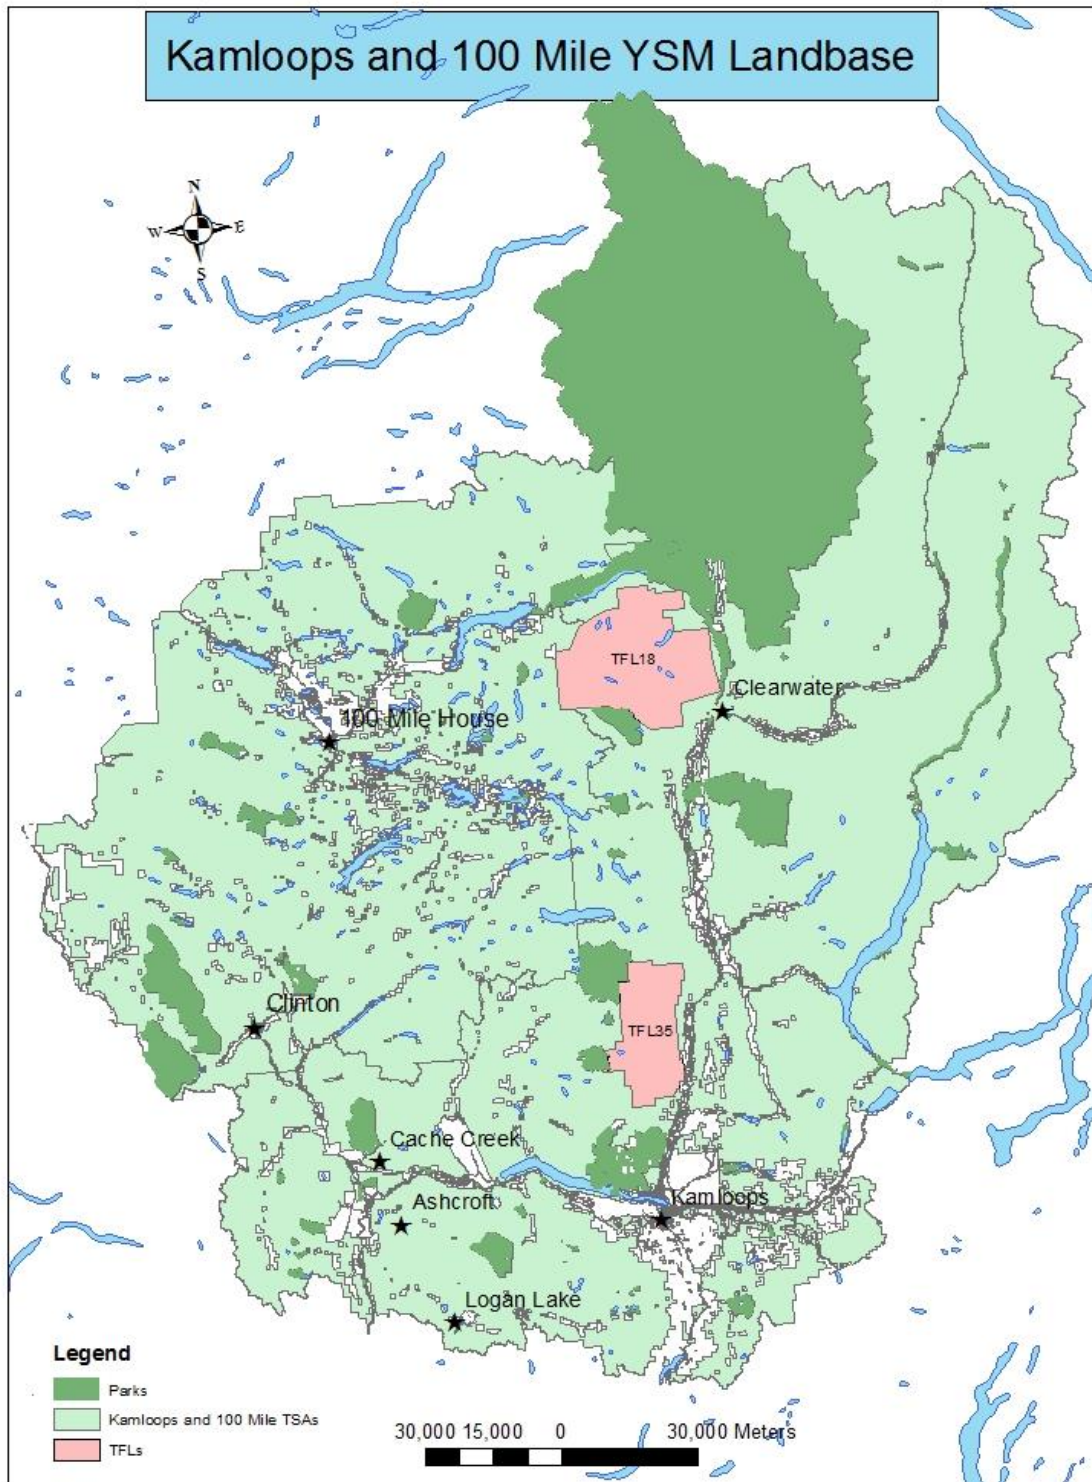 Kamloops and 100 Mile YSM Landbase
N
W E
S
TFL18
Clearwater
100 Mile House
Clinton
TFL35
Cache Creek
Ashcroft
Kamloops
Logan Lake
Legend
Parks
Kamloops and 100 Mile TSAs
TFLs
30,000 15,000 0 30,000 Meters